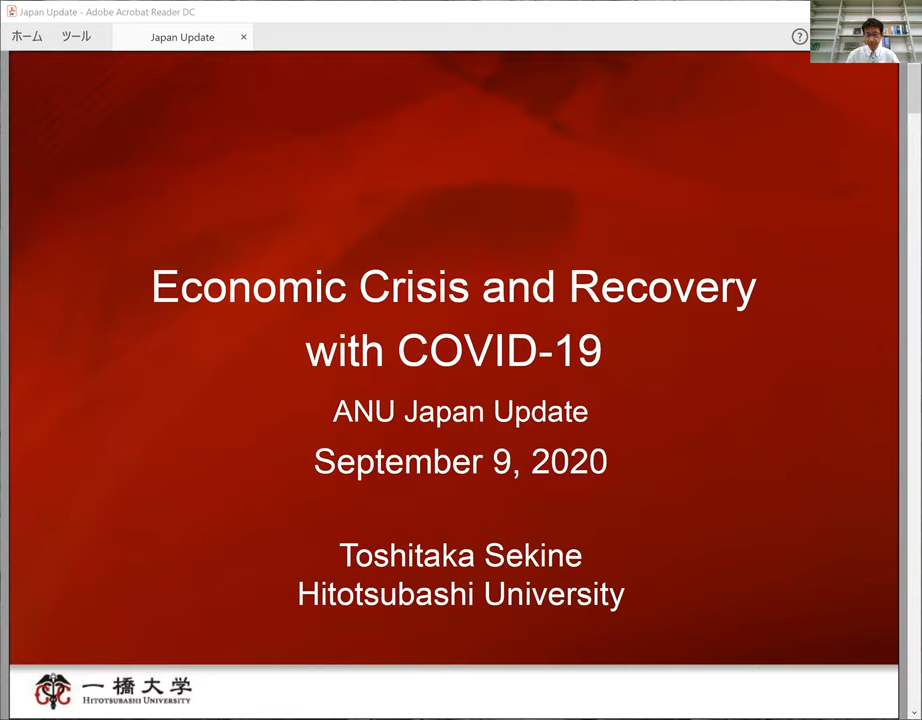 Japan Update - Adobe Acrobat Reader DC
ホーム ツール Japan Update ×
?
Economic Crisis and Recovery
with COVID-19
ANU Japan Update
September 9, 2020
Toshitaka Sekine
Hitotsubashi University
一橋大学
HITOTSUBASHI UNIVERSITY